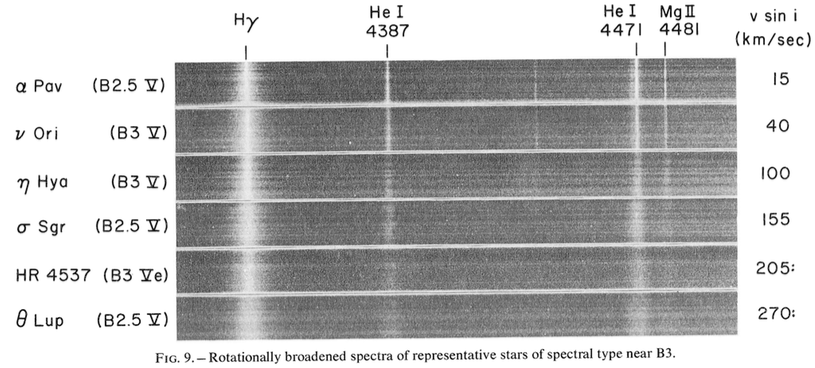 Hγ He I He I Mg II v sin i
4387 4471 4481 (km/sec)
α Pav (B2.5 V) 15
ν Ori (B3 V) 40
η Hya (B3 V) 100
σ Sgr (B2.5 V) 155
HR 4537 (B3 Ve) 205:
θ Lup (B2.5 V) 270:
FIG. 9.—Rotationally broadened spectra of representative stars of spectral type near B3.